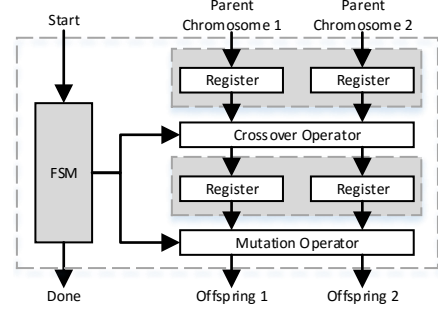 Parent
Chromosome 1
Parent
Chromosome 2
Start
Register
Register
Crossover Operator
FSM
Register
Register
Mutation Operator
Done
Offspring 1
Offspring 2